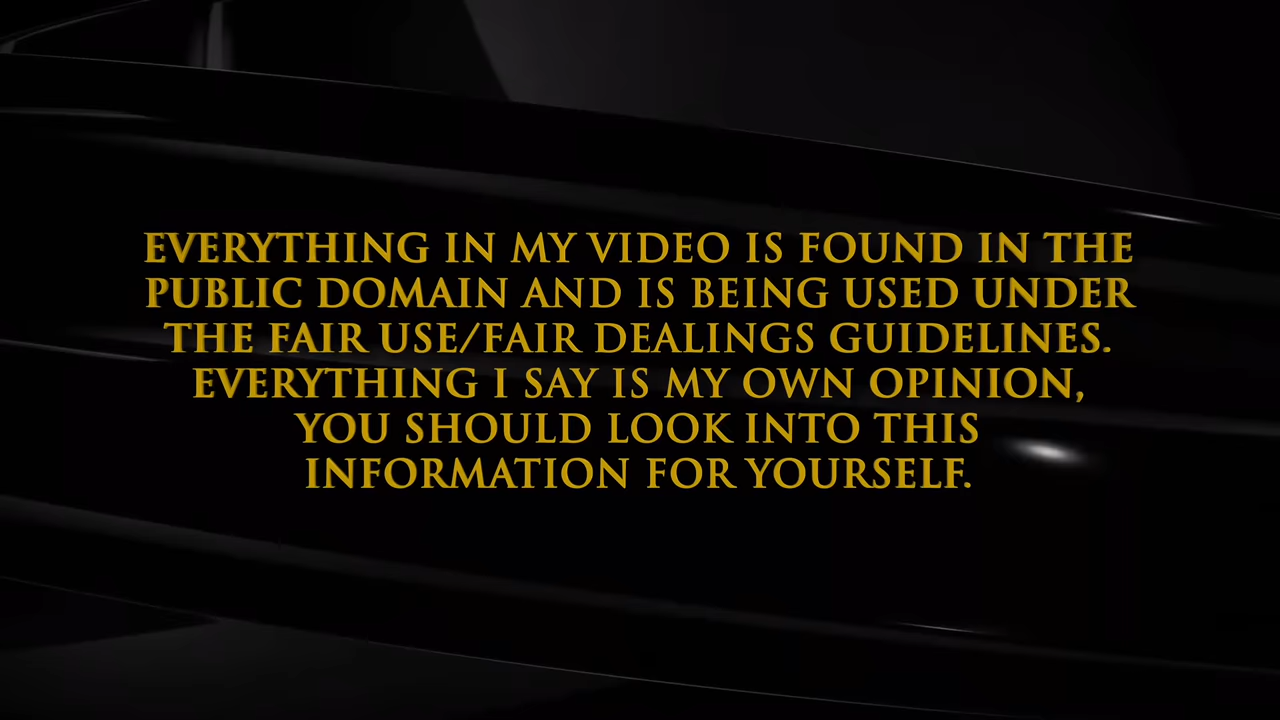 EVERYTHING IN MY VIDEO IS FOUND IN THE
PUBLIC DOMAIN AND IS BEING USED UNDER
THE FAIR USE/FAIR DEALINGS GUIDELINES.
EVERYTHING I SAY IS MY OWN OPINION,
YOU SHOULD LOOK INTO THIS
INFORMATION FOR YOURSELF.